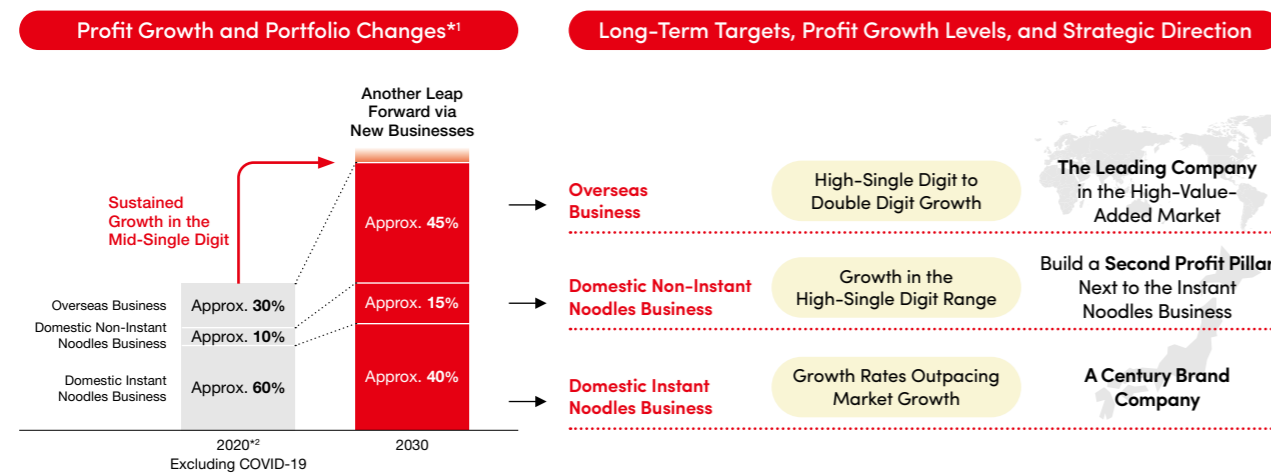 Profit Growth and Portfolio Changes*1
Another Leap
Forward via
New Businesses
Sustained
Growth in the
Mid-Single Digit
Approx. 45%
Overseas Business
Approx. 30%
Approx. 15%
Domestic Non-Instant
Noodles Business
Approx. 10%
Domestic Instant
Noodles Business
Approx. 60%
Approx. 40%
2020*2
Excluding COVID-19
2030
Long-Term Targets, Profit Growth Levels, and Strategic Direction
Overseas
Business
High-Single Digit to
Double Digit Growth
The Leading Company
in the High-Value-
Added Market
Domestic Non-Instant
Noodles Business
Growth in the
High-Single Digit Range
Build a Second Profit Pillar
Next to the Instant
Noodles Business
Domestic Instant
Noodles Business
Growth Rates Outpacing
Market Growth
A Century Brand
Company